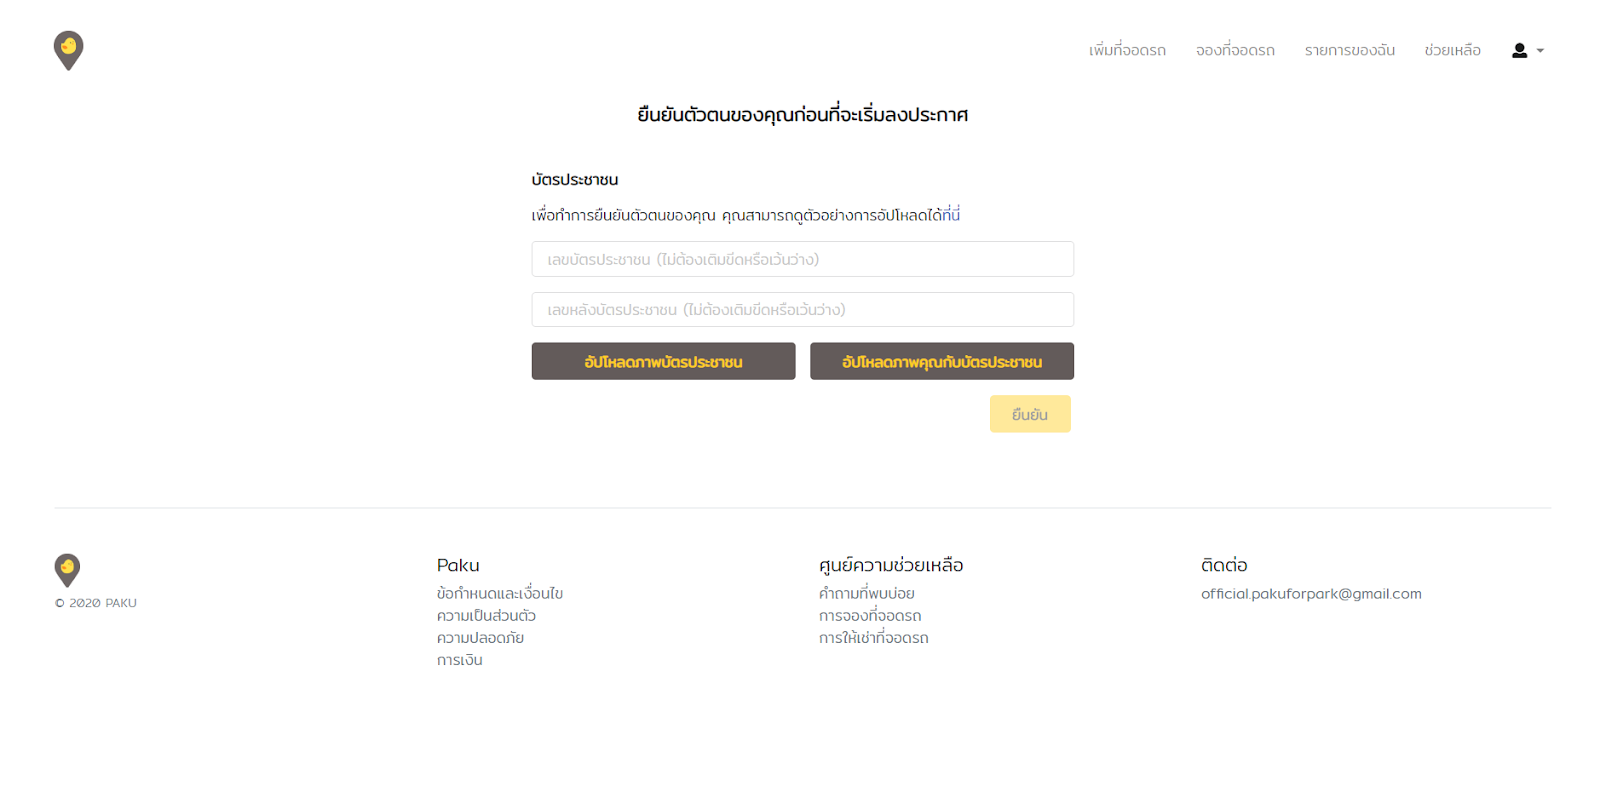 เพิ่มที่จอดรถ จองที่จอดรถ รายการของฉัน ช่วยเหลือ
ยืนยันตัวตนของคุณก่อนที่จะเริ่มลงประกาศ
บัตรประชาชน
เพื่อทำการยืนยันตัวตนของคุณ คุณสามารถดูตัวอย่างการอัปโหลดได้ที่นี่
เลขบัตรประชาชน (ไม่ต้องเติมขีดหรือเว้นว่าง)
เลขหลังบัตรประชาชน (ไม่ต้องเติมขีดหรือเว้นว่าง)
อัปโหลดภาพบัตรประชาชน อัปโหลดภาพคุณกับบัตรประชาชน
ยืนยัน
© 2020 PAKU
Paku
ข้อกำหนดและเงื่อนไข
ความเป็นส่วนตัว
ความปลอดภัย
การเงิน
ศูนย์ความช่วยเหลือ
คำถามที่พบบ่อย
การจองที่จอดรถ
การให้เช่าที่จอดรถ
ติดต่อ
official.pakuforpark@gmail.com